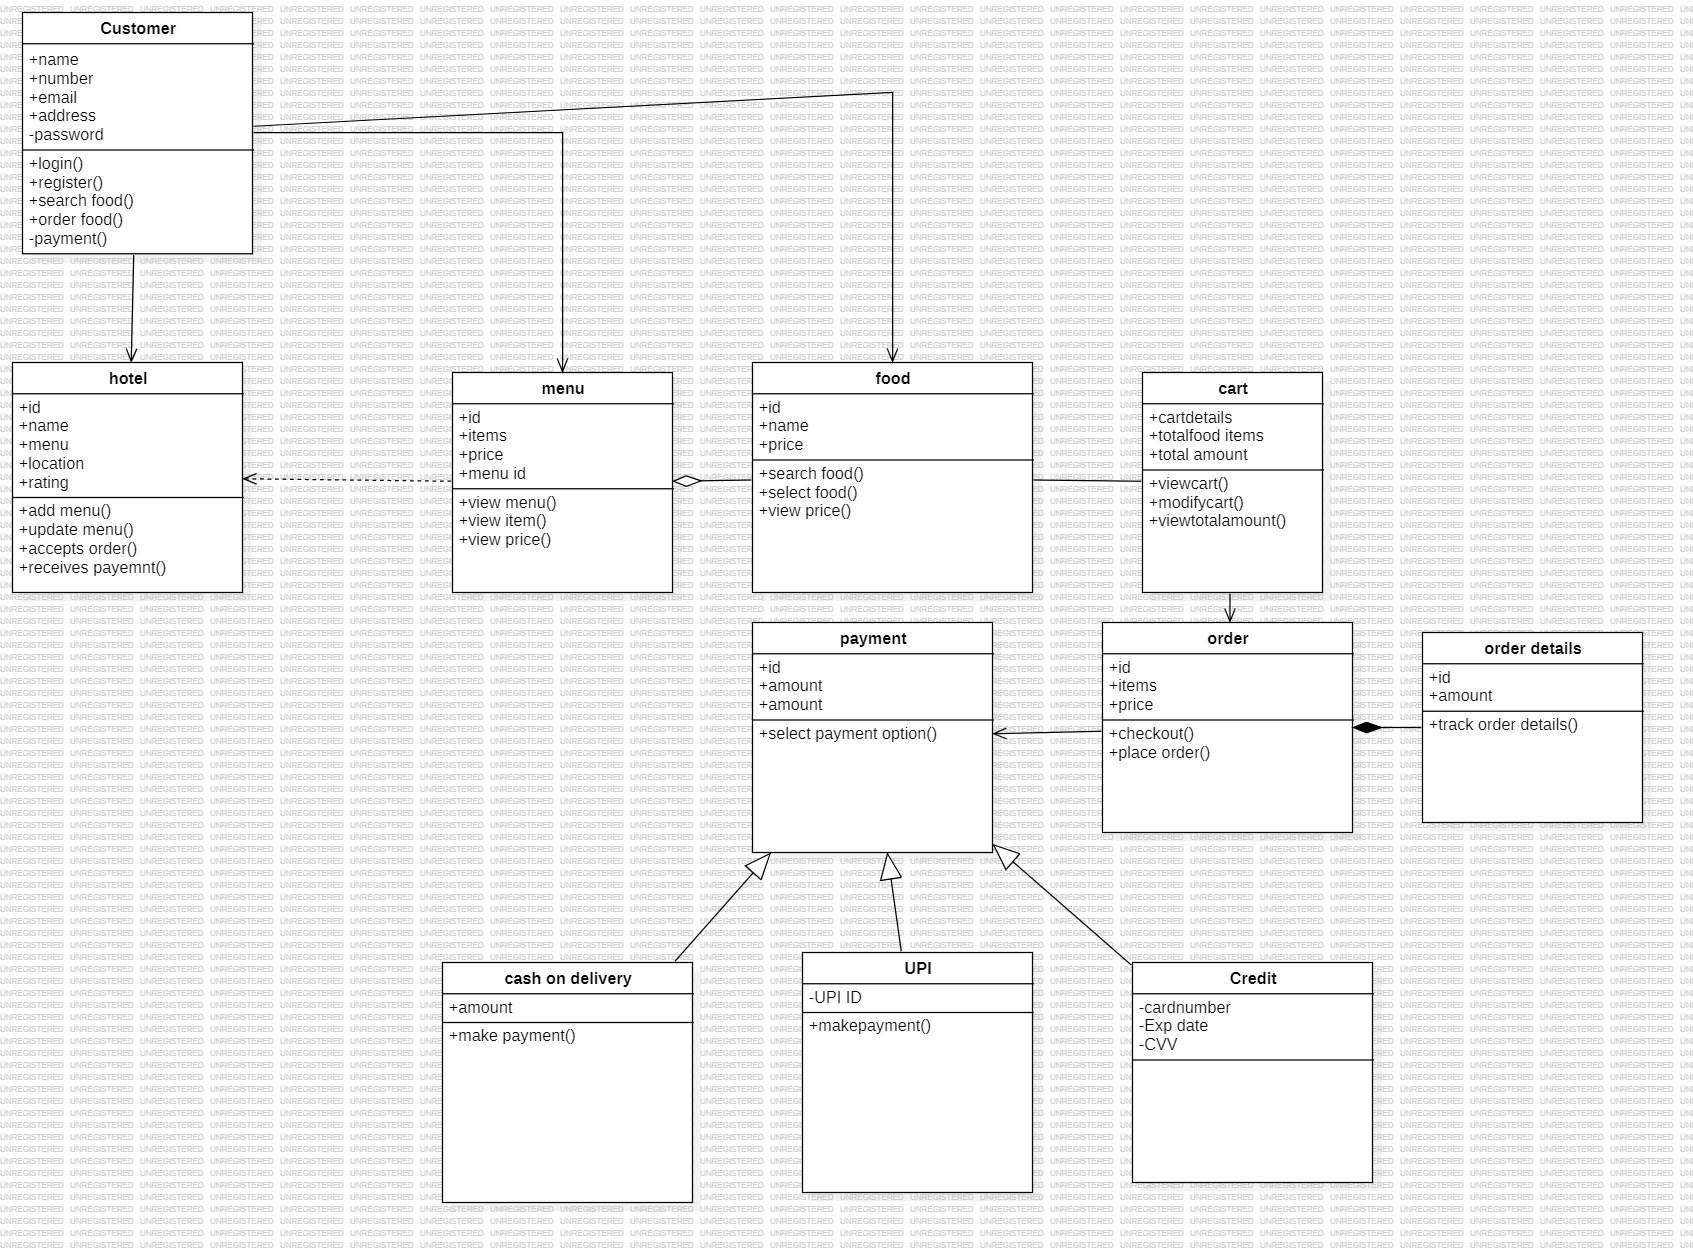 Customer
+name
+number
+email
+address
-password
+login()
+register()
+search food()
+order food()
-payment()
hotel
+id
+name
+menu
+location
+rating
+add menu()
+update menu()
+accepts order()
+receives payemnt()
menu
+id
+items
+price
+menu id
+view menu()
+view item()
+view price()
food
+id
+name
+price
+search food()
+select food()
+view price()
cart
+cartdetails
+totalfood items
+total amount
+viewcart()
+modifycart()
+viewtotalamount()
payment
+id
+amount
+amount
+select payment option()
order
+id
+items
+price
+checkout()
+place order()
order details
+id
+amount
+track order details()
cash on delivery
+amount
+make payment()
UPI
-UPI ID
+makepayment()
Credit
-cardnumber
-Exp date
-CVV
UNREGISTERED